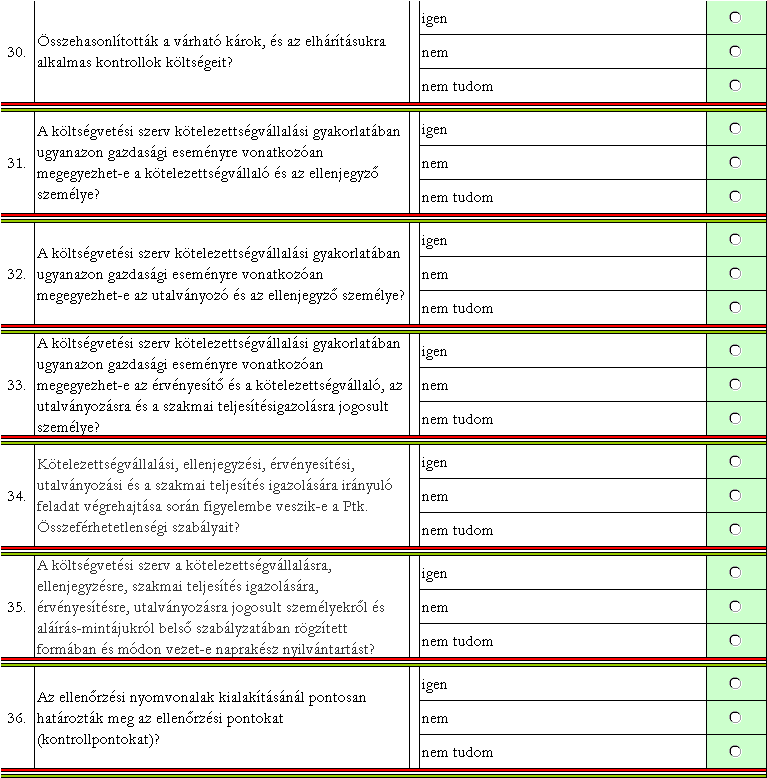 30.
Összehasonlították a várható károk, és az elhárításukra
alkalmas kontrollok költségeit?
igen
nem
nem tudom
31.
A költségvetési szerv kötelezettségvállalási gyakorlatában
ugyanazon gazdasági eseményre vonatkozóan
megegyezhet-e a kötelezettségvállaló és az ellenjegyző
személye?
igen
nem
nem tudom
32.
A költségvetési szerv kötelezettségvállalási gyakorlatában
ugyanazon gazdasági eseményre vonatkozóan
megegyezhet-e az utalványozó és az ellenjegyző személye?
igen
nem
nem tudom
33.
A költségvetési szerv kötelezettségvállalási gyakorlatában
ugyanazon gazdasági eseményre vonatkozóan
megegyezhet-e az érvényesítő és a kötelezettségvállaló, az
utalványozásra és a szakmai teljesítésigazolásra jogosult
személye?
igen
nem
nem tudom
34.
Kötelezettségvállalási, ellenjegyzési, érvényesítési,
utalványozási és a szakmai teljesítés igazolására irányuló
feladat végrehajtása során figyelembe veszik-e a Ptk.
Összeférhetetlenségi szabályait?
igen
nem
nem tudom
35.
A költségvetési szerv a kötelezettségvállalásra,
ellenjegyzésre, szakmai teljesítés igazolására,
érvényesítésre, utalványozásra jogosult személyekről és
aláírás-mintájukról belső szabályzatában rögzített
formában és módon vezet-e naprakész nyilvántartást?
igen
nem
nem tudom
36.
Az ellenőrzési nyomvonalak kialakításánál pontosan
határozták meg az ellenőrzési pontokat
(kontrollpontokat)?
igen
nem
nem tudom